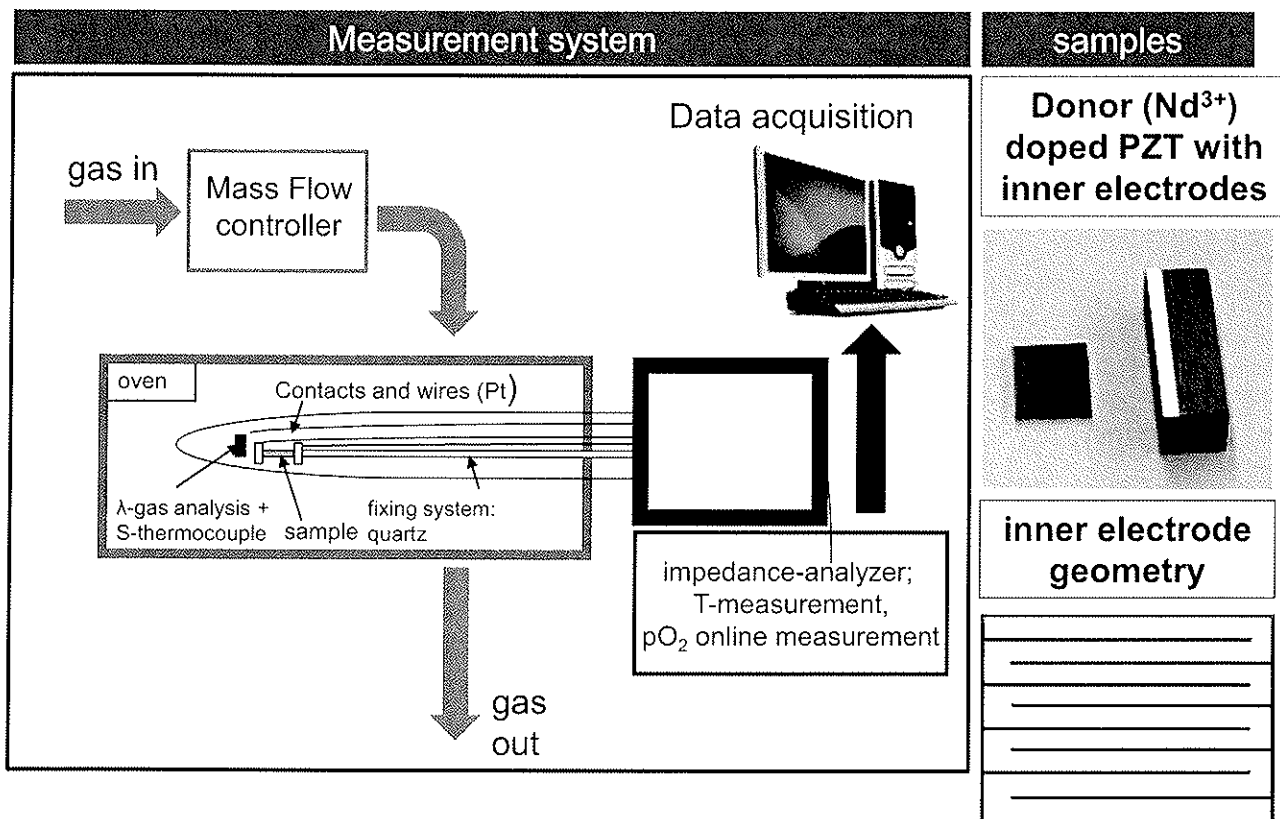 Measurement system
samples
Data acquisition
gas in
Mass Flow
controller
oven
Contacts and wires (Pt)
λ-gas analysis +
S-thermocouple
sample
fixing system:
quartz
impedance-analyzer;
T-measurement,
pO₂ online measurement
gas
out
Donor (Nd³⁺)
doped PZT with
inner electrodes
inner electrode
geometry